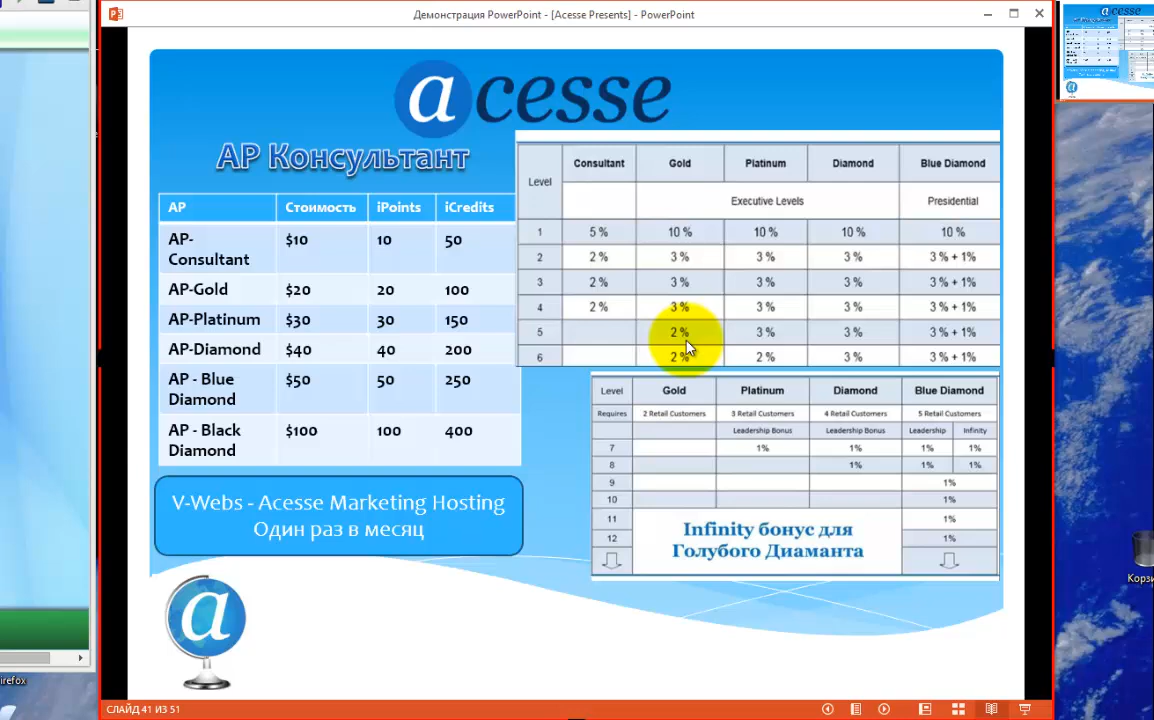 Демонстрация PowerPoint - [Acesse Presents] - PowerPoint
acesse
АР Консультант
AP Стоимость iPoints iCredits
AP-
Consultant $10 10 50
AP-Gold $20 20 100
AP-Platinum $30 30 150
AP-Diamond $40 40 200
AP - Blue
Diamond $50 50 250
AP - Black
Diamond $100 100 400
V-Webs - Acesse Marketing Hosting
Один раз в месяц
Level Consultant Gold Platinum Diamond Blue Diamond
Executive Levels Presidential
1 5 % 10 % 10 % 10 % 10 %
2 2 % 3 % 3 % 3 % 3 % + 1%
3 2 % 3 % 3 % 3 % 3 % + 1%
4 2 % 3 % 3 % 3 % 3 % + 1%
5 2 % 3 % 3 % 3 % + 1%
6 2 % 2 % 3 % 3 % + 1%
Level Gold Platinum Diamond Blue Diamond
Requires 2 Retail Customers 3 Retail Customers 4 Retail Customers 5 Retail Customers
Leadership Bonus Leadership Bonus Leadership Infinity
7 1% 1% 1% 1%
8 1% 1% 1%
9 1%
10 1%
11 1%
12 1%
Infinity бонус для
Голубого Диаманта
a
СЛАЙД 41 ИЗ 51
irefox
Корзи